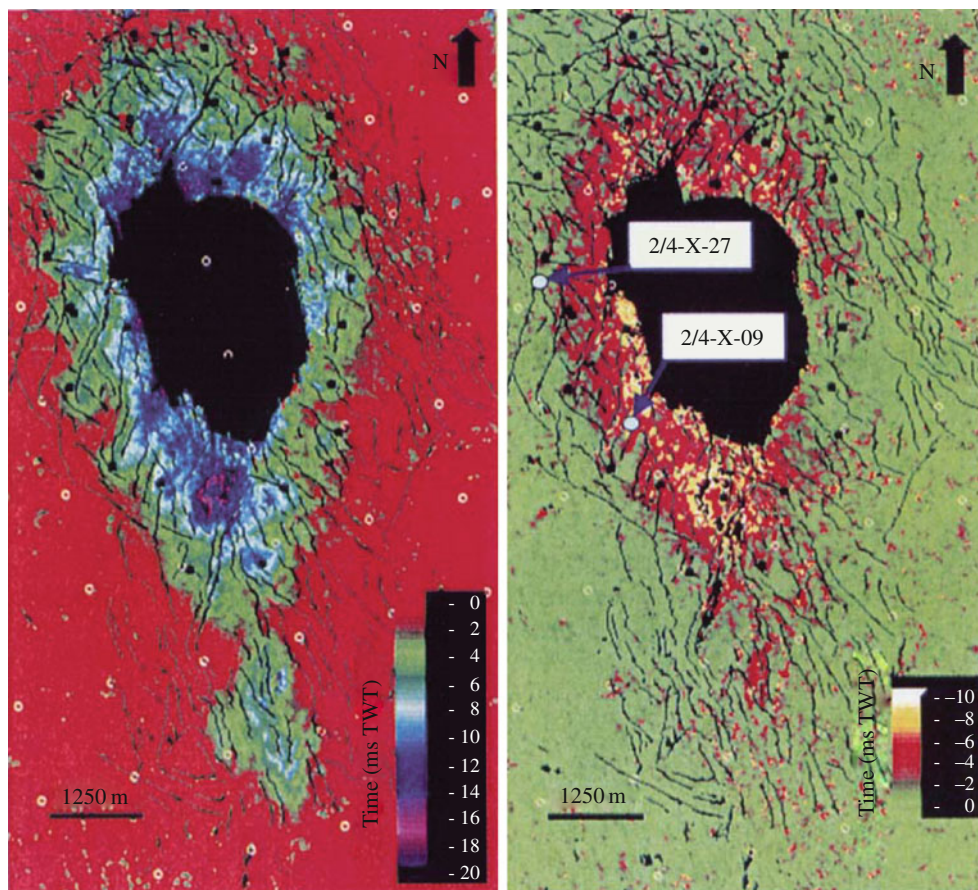 N
N
2/4-X-27
2/4-X-09
1250 m
Time (ms TWT)
- 0
- 2
- 4
- 6
- 8
- 10
- 12
- 14
- 16
- 18
- 20
1250 m
Time (ms TWT)
- –10
- –8
- –6
- –4
- –2
- 0